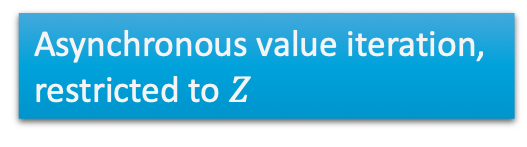 Asynchronous value iteration,
restricted to Z